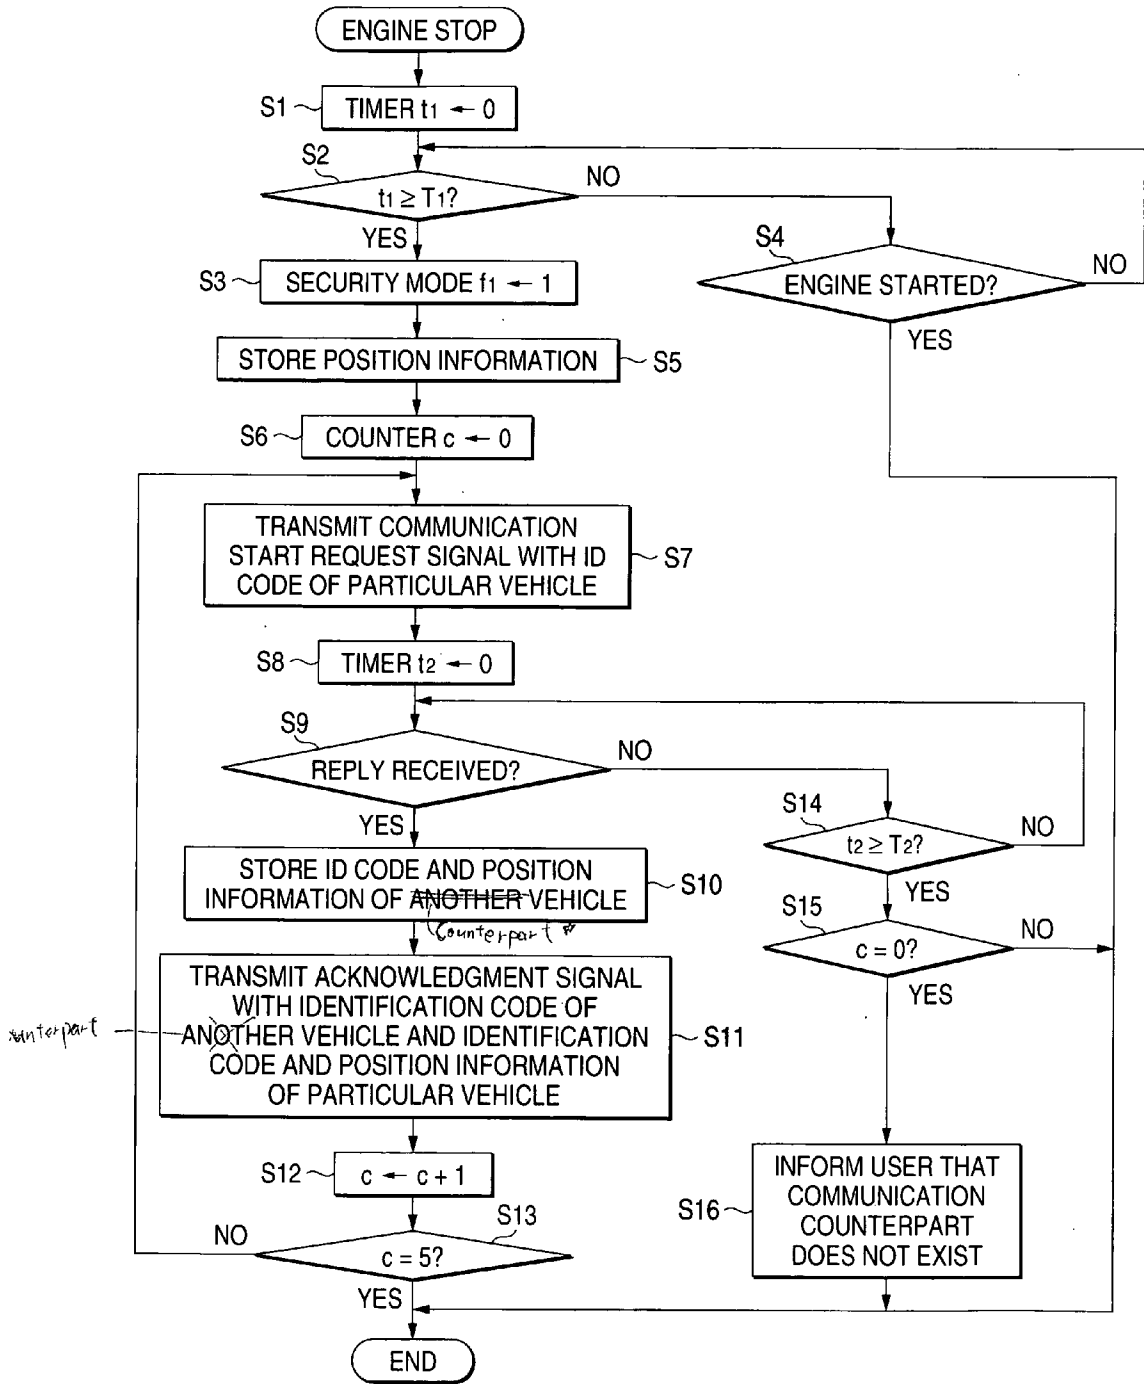 ENGINE STOP
S1
TIMER t1 ← 0
S2
t1 ≥ T1?
NO
YES
S4
ENGINE STARTED?
NO
YES
S3
SECURITY MODE f1 ← 1
STORE POSITION INFORMATION
S5
S6
COUNTER c ← 0
TRANSMIT COMMUNICATION
START REQUEST SIGNAL WITH ID
CODE OF PARTICULAR VEHICLE
S7
S8
TIMER t2 ← 0
S9
REPLY RECEIVED?
NO
YES
S14
t2 ≥ T2?
NO
YES
STORE ID CODE AND POSITION
INFORMATION OF ANOTHER VEHICLE
S10
Counterpart
S15
c = 0?
NO
YES
TRANSMIT ACKNOWLEDGMENT SIGNAL
WITH IDENTIFICATION CODE OF
ANOTHER VEHICLE AND IDENTIFICATION
CODE AND POSITION INFORMATION
OF PARTICULAR VEHICLE
S11
S12
c ← c + 1
S13
c = 5?
NO
YES
S16
INFORM USER THAT
COMMUNICATION
COUNTERPART
DOES NOT EXIST
END